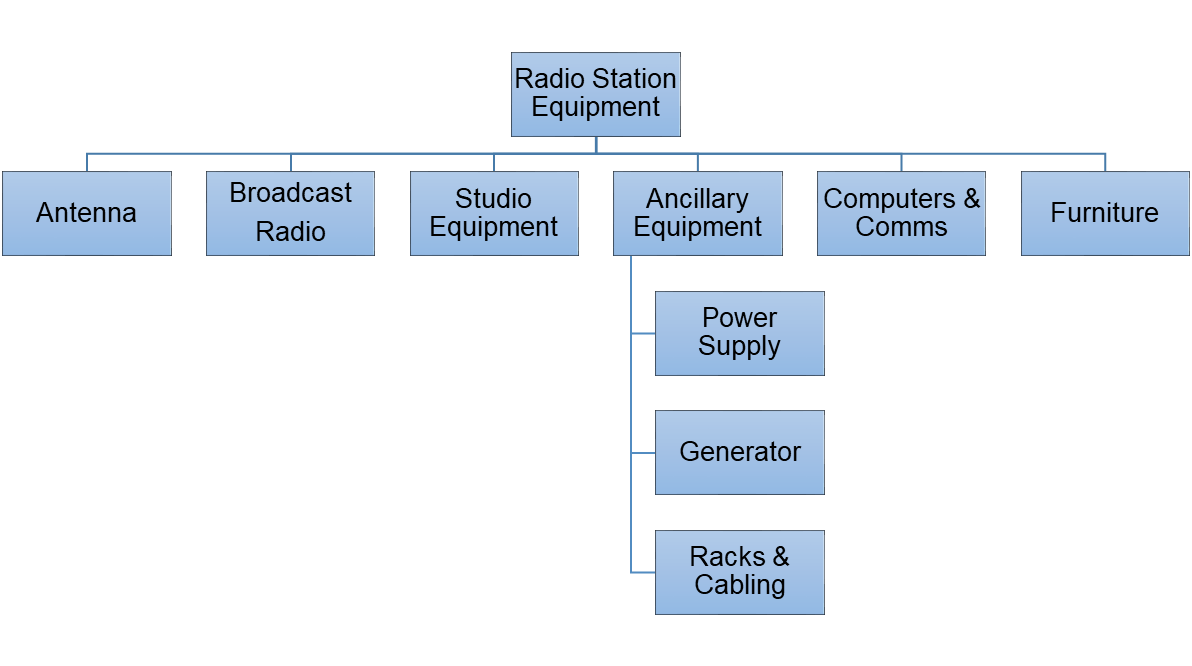 Radio Station
Equipment
Antenna
Broadcast
Radio
Studio
Equipment
Ancillary
Equipment
Computers &
Comms
Furniture
Power
Supply
Generator
Racks &
Cabling